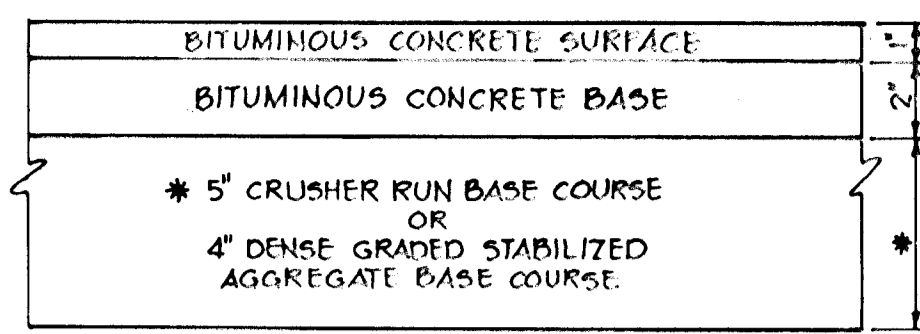 BITUMINOUS CONCRETE SURFACE
1"
BITUMINOUS CONCRETE BASE
2"
* 5" CRUSHER RUN BASE COURSE
OR
4" DENSE GRADED STABILIZED
AGGREGATE BASE COURSE
*